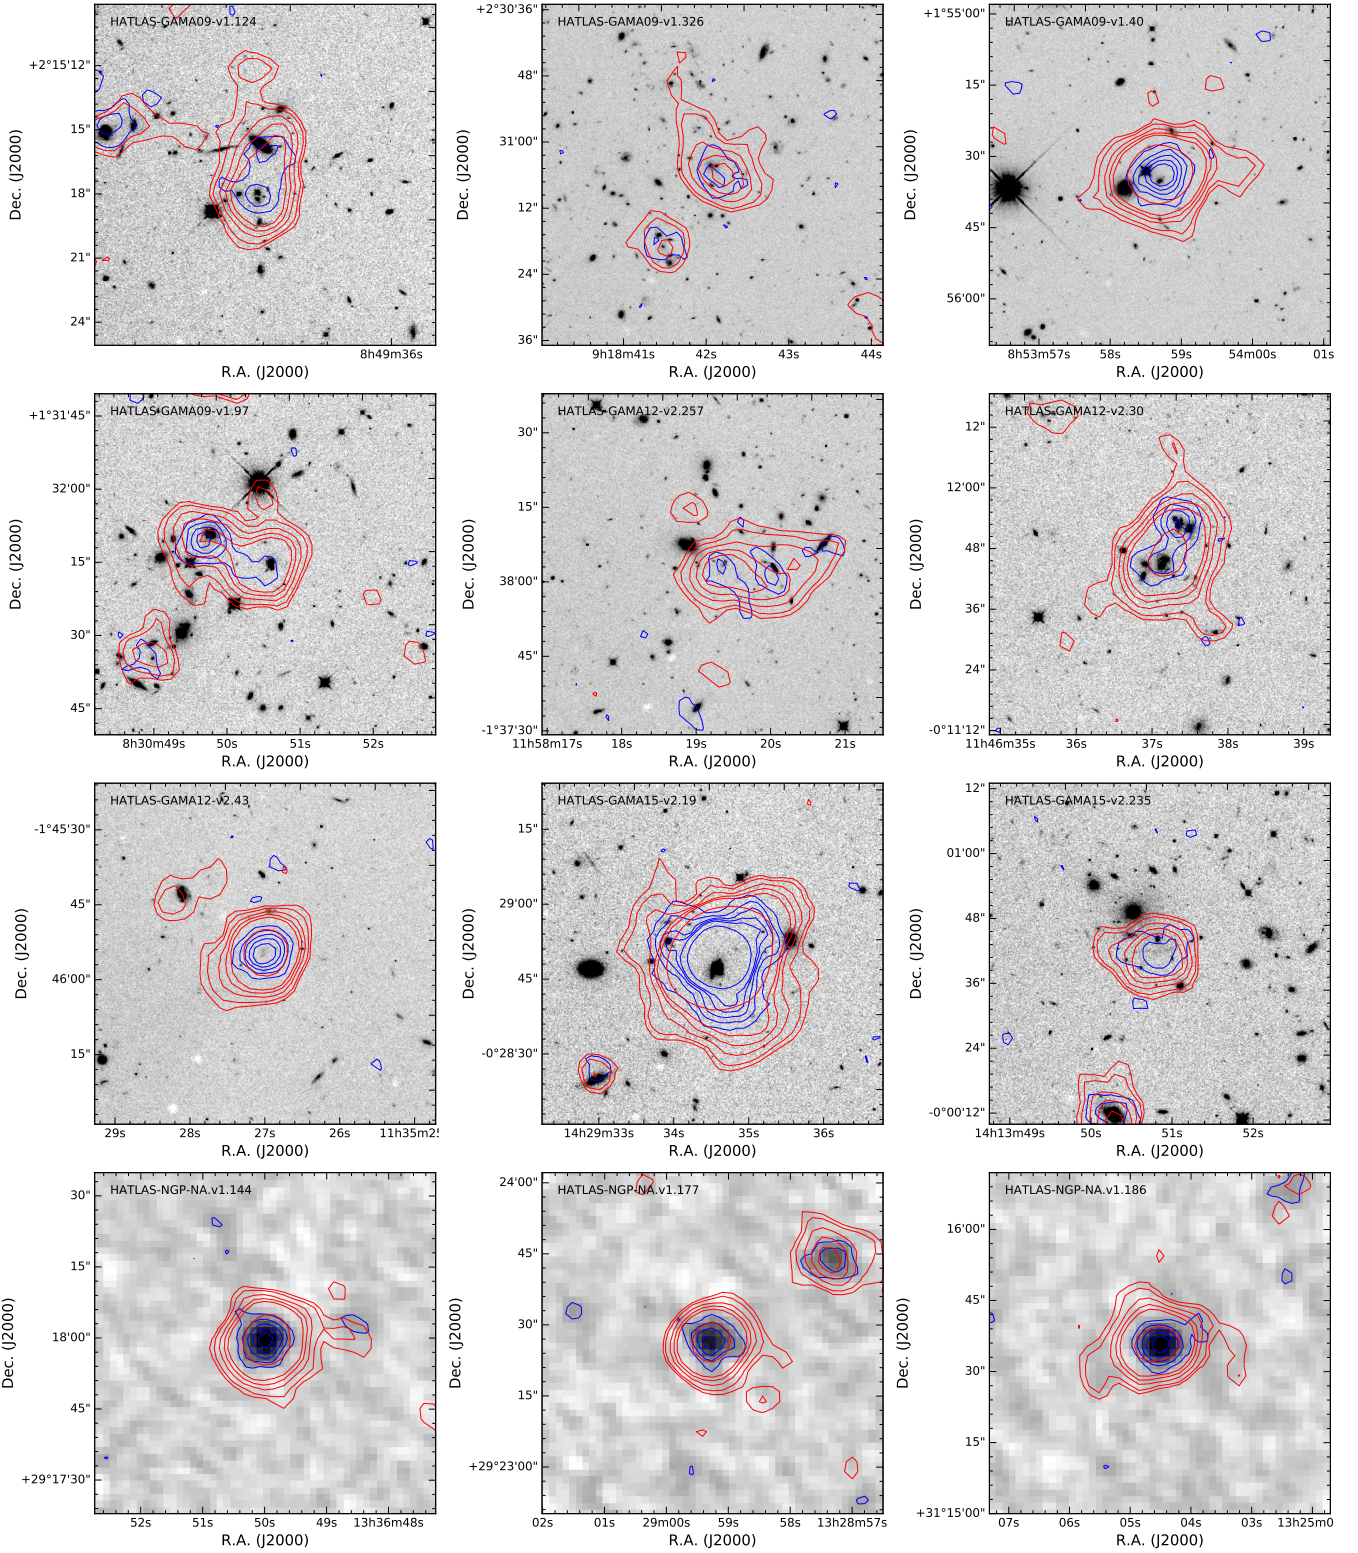 HATLAS-GAMA09-v1.124
+2°15'12"
15"
18"
21"
24"
8h49m36s
Dec. (J2000)
R.A. (J2000)
HATLAS-GAMA09-v1.326
+2°30'36"
48"
31'00"
12"
24"
36"
9h18m41s 42s 43s 44s
Dec. (J2000)
R.A. (J2000)
HATLAS-GAMA09-v1.40
+1°55'00"
15"
30"
45"
56'00"
8h53m57s 58s 59s 54m00s 01s
Dec. (J2000)
R.A. (J2000)
HATLAS-GAMA09-v1.97
+1°31'45"
32'00"
15"
30"
45"
8h30m49s 50s 51s 52s
Dec. (J2000)
R.A. (J2000)
HATLAS-GAMA12-v2.257
30"
15"
38'00"
45"
-1°37'30"
11h58m17s 18s 19s 20s 21s
Dec. (J2000)
R.A. (J2000)
HATLAS-GAMA12-v2.30
12"
12'00"
48"
36"
24"
-0°11'12"
11h46m35s 36s 37s 38s 39s
Dec. (J2000)
R.A. (J2000)
HATLAS-GAMA12-v2.43
-1°45'30"
45"
46'00"
15"
29s 28s 27s 26s 11h35m25
Dec. (J2000)
R.A. (J2000)
HATLAS-GAMA15-v2.19
15"
29'00"
45"
-0°28'30"
14h29m33s 34s 35s 36s
Dec. (J2000)
R.A. (J2000)
HATLAS-GAMA15-v2.235
12"
01'00"
48"
36"
24"
-0°00'12"
14h13m49s 50s 51s 52s
Dec. (J2000)
R.A. (J2000)
HATLAS-NGP-NA.v1.144
30"
15"
18'00"
45"
+29°17'30"
52s 51s 50s 49s 13h36m48s
Dec. (J2000)
R.A. (J2000)
HATLAS-NGP-NA.v1.177
24'00"
45"
30"
15"
+29°23'00"
02s 01s 29m00s 59s 58s 13h28m57s
Dec. (J2000)
R.A. (J2000)
HATLAS-NGP-NA.v1.186
16'00"
45"
30"
15"
+31°15'00"
07s 06s 05s 04s 03s 13h25m0
Dec. (J2000)
R.A. (J2000)